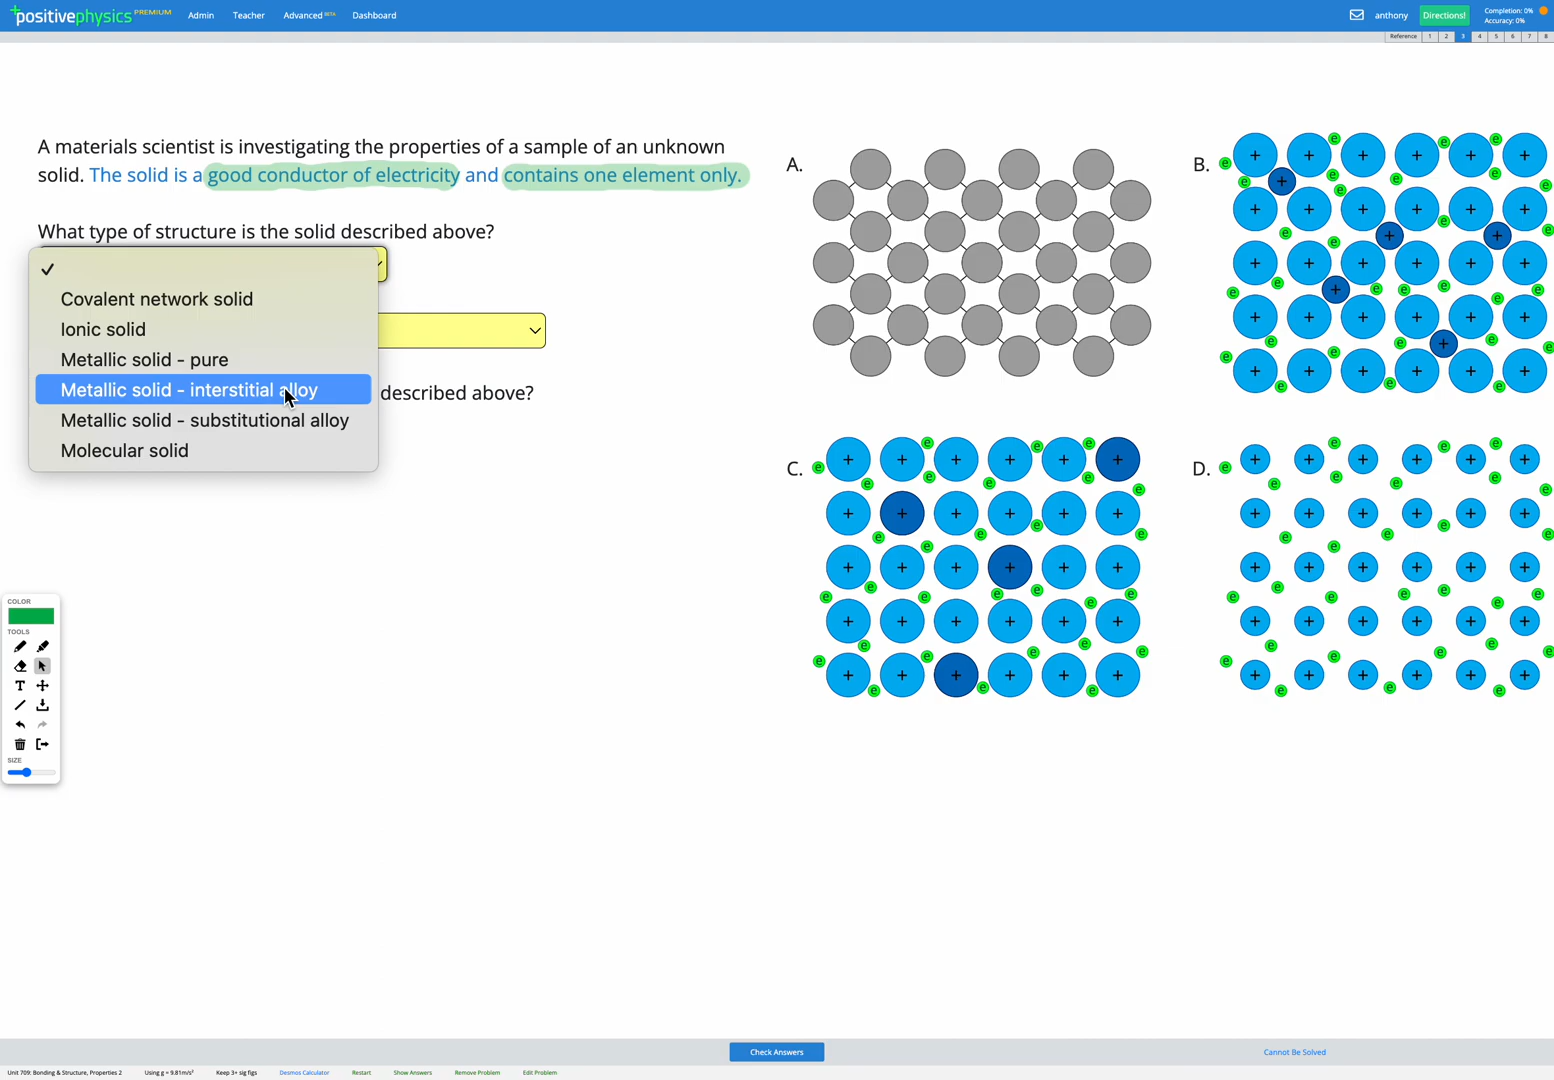 +positivephysics PREMIUM Admin Teacher Advanced BETA Dashboard anthony Directions! Completion: 0%
Accuracy: 0%
Reference 1 2 3 4 5 6 7 8
A materials scientist is investigating the properties of a sample of an unknown
solid. The solid is a good conductor of electricity and contains one element only.
What type of structure is the solid described above?
✓
Covalent network solid
Ionic solid
Metallic solid - pure
Metallic solid - interstitial alloy
Metallic solid - substitutional alloy
Molecular solid
described above?
A.
B.
+ + + + + +
+
+ + + + + +
+ +
+ + + + + +
+
+ + + + + +
+
+ + + + + +
e e e e e e e e e e e e e e e e e e e e e e e e e e e e e e e e e
C.
+ + + + + +
+ + + + + +
+ + + + + +
+ + + + + +
+ + + + + +
e e e e e e e e e e e e e e e e e e e e e e e e e e e e e e e e
D.
+ + + + + +
+ + + + + +
+ + + + + +
+ + + + + +
+ + + + + +
e e e e e e e e e e e e e e e e e e e e e e e e e e e e e e e
COLOR
TOOLS
T
SIZE
Check Answers Cannot Be Solved
Unit 709: Bonding & Structure, Properties 2 Using g = 9.81m/s² Keep 3+ sig figs Desmos Calculator Restart Show Answers Remove Problem Edit Problem